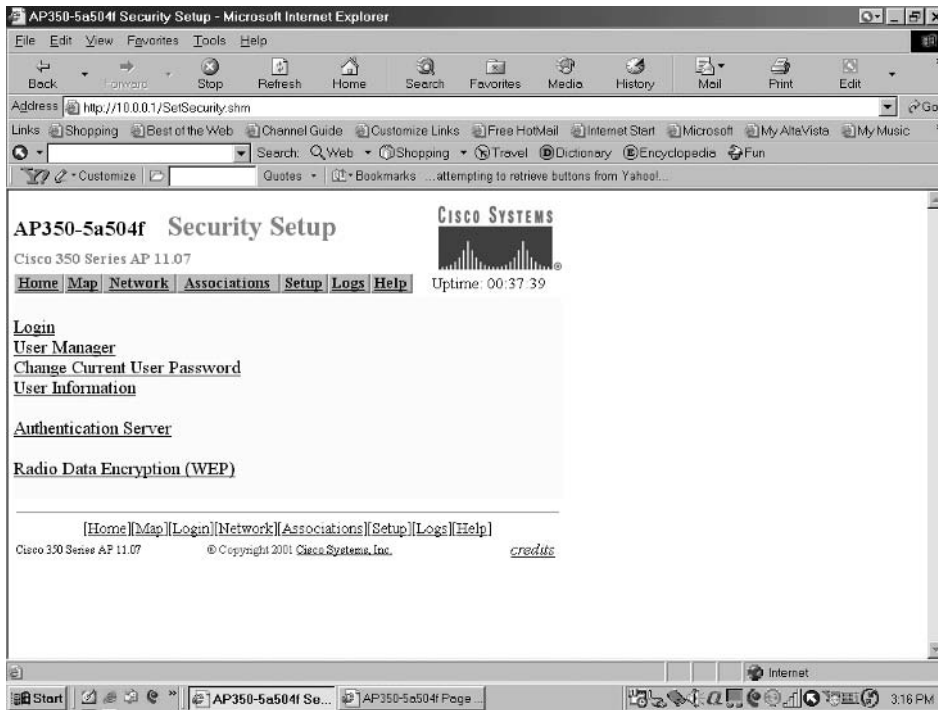 AP350-5a504f Security Setup - Microsoft Internet Explorer
File Edit View Favorites Tools Help
Back Forward Stop Refresh Home Search Favorites Media History Mail Print Edit
Address http://10.0.0.1/SetSecurity.shm Go
Links Shopping Best of the Web Channel Guide Customize Links Free HotMail Internet Start Microsoft My AltaVista My Music
Search: Web Shopping Travel Dictionary Encyclopedia Fun
Y! Customize Quotes Bookmarks ...attempting to retrieve buttons from Yahoo!...
CISCO SYSTEMS
AP350-5a504f Security Setup
Cisco 350 Series AP 11.07
Home Map Network Associations Setup Logs Help Uptime: 00:37:39
Login
User Manager
Change Current User Password
User Information
Authentication Server
Radio Data Encryption (WEP)
[Home][Map][Login][Network][Associations][Setup][Logs][Help]
Cisco 350 Series AP 11.07 © Copyright 2001 Cisco Systems, Inc. credits
Internet
Start AP350-5a504f Se... AP350-5a504f Page ... 3:16 PM